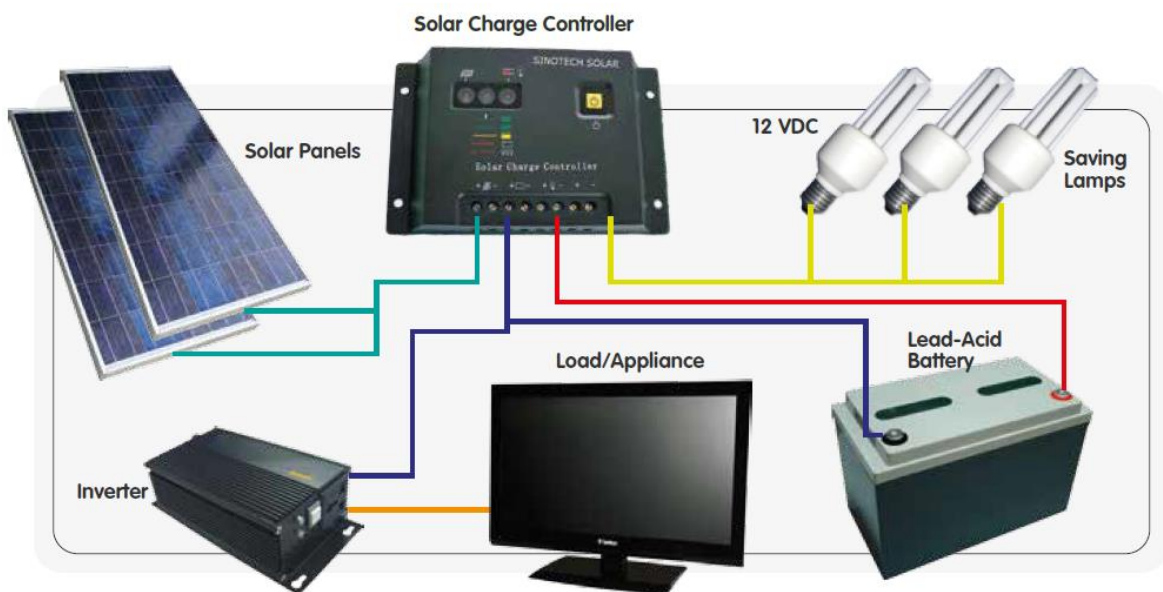 Solar Charge Controller
SINOTECH SOLAR
Solar Charge Controller
Solar Panels
12 VDC
Saving
Lamps
Load/Appliance
Lead-Acid
Battery
Inverter